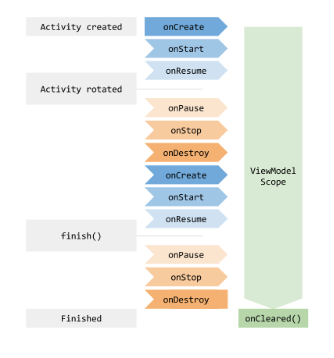 Activity created
onCreate
onStart
onResume
Activity rotated
onPause
onStop
onDestroy
onCreate
onStart
onResume
finish()
onPause
onStop
onDestroy
Finished
ViewModel
Scope
onCleared()